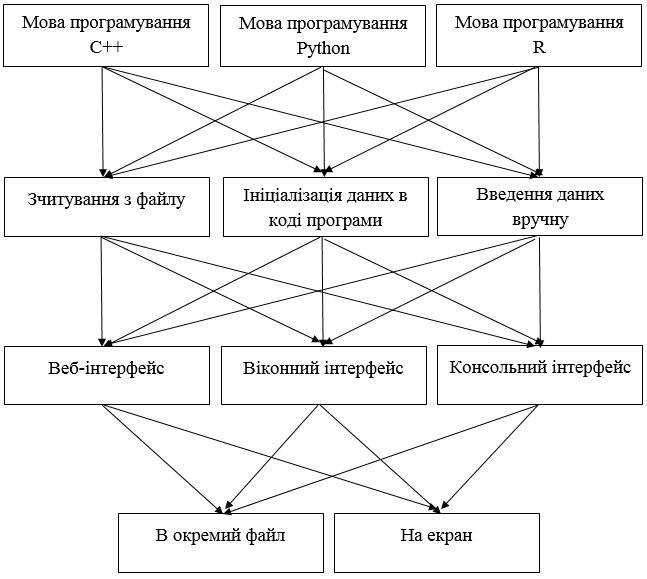 Мова програмування
C++
Мова програмування
Python
Мова програмування
R
Зчитування з файлу
Ініціалізація даних в
коді програми
Введення даних
вручну
Веб-інтерфейс
Віконний інтерфейс
Консольний інтерфейс
В окремий файл
На екран